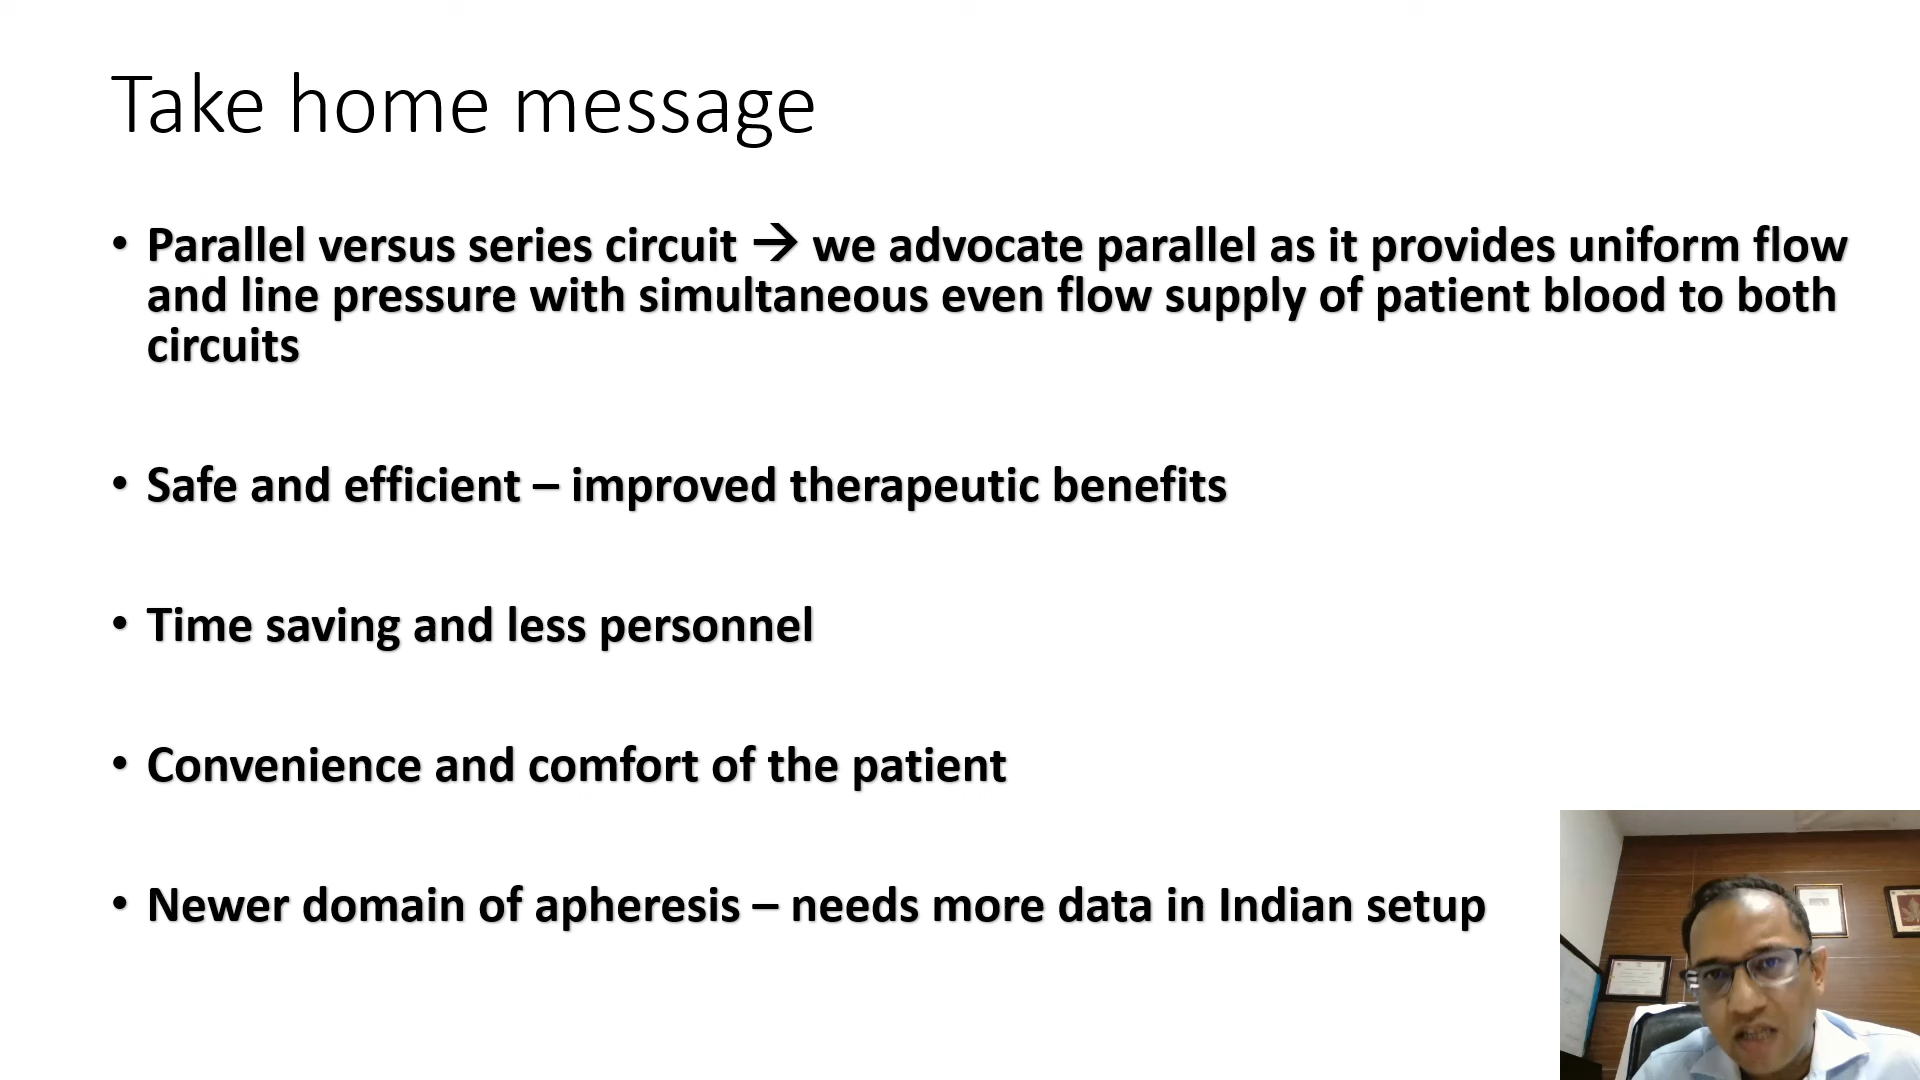 Take home message
• Parallel versus series circuit → we advocate parallel as it provides uniform flow
and line pressure with simultaneous even flow supply of patient blood to both
circuits
• Safe and efficient – improved therapeutic benefits
• Time saving and less personnel
• Convenience and comfort of the patient
• Newer domain of apheresis – needs more data in Indian setup